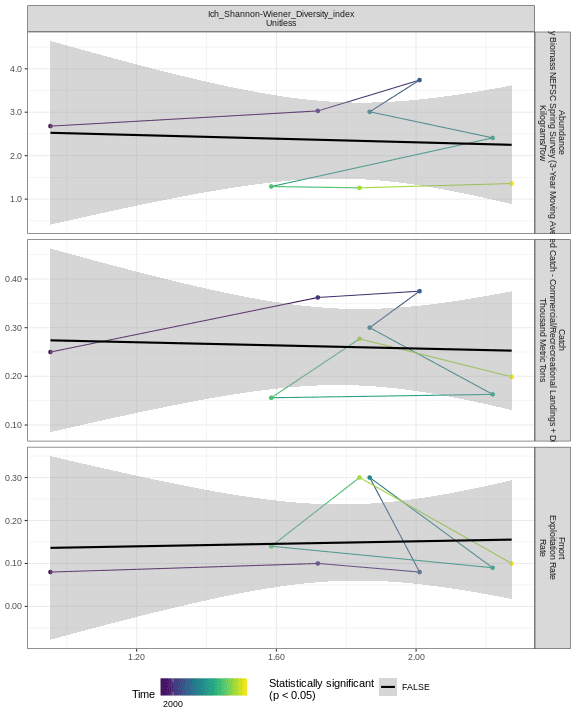 Ich_Shannon-Wiener_Diversity_index
Unitless
4.0
3.0
2.0
1.0
Abundance
y Biomass NEFSC Spring Survey (3-Year Moving Ave
Kilograms/Tow
0.40
0.30
0.20
0.10
Catch
ed Catch - Commercial/Recreational Landings + D
Thousand Metric Tons
0.30
0.20
0.10
0.00
Fmort
Exploitation Rate
Rate
1.20
1.60
2.00
Time
2000
Statistically significant
(p < 0.05)
FALSE